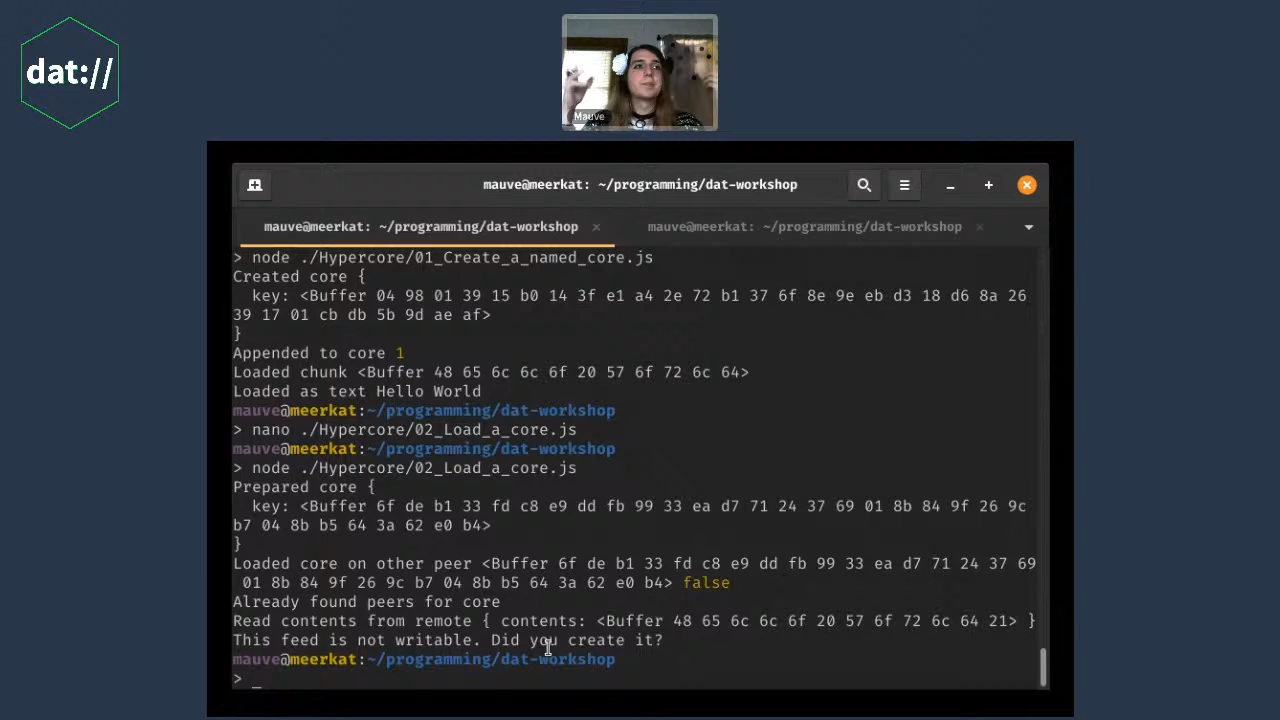 dat://
Mauve
mauve@meerkat: ~/programming/dat-workshop
mauve@meerkat: ~/programming/dat-workshop × mauve@meerkat: ~/programming/dat-workshop ×
> node ./Hypercore/01_Create_a_named_core.js
Created core {
  key: <Buffer 04 98 01 39 15 b0 14 3f e1 a4 2e 72 b1 37 6f 8e 9e eb d3 18 d6 8a 26
39 17 01 cb db 5b 9d ae af>
}
Appended to core 1
Loaded chunk <Buffer 48 65 6c 6c 6f 20 57 6f 72 6c 64>
Loaded as text Hello World
mauve@meerkat:~/programming/dat-workshop
> nano ./Hypercore/02_Load_a_core.js
mauve@meerkat:~/programming/dat-workshop
> node ./Hypercore/02_Load_a_core.js
Prepared core {
  key: <Buffer 6f de b1 33 fd c8 e9 dd fb 99 33 ea d7 71 24 37 69 01 8b 84 9f 26 9c
b7 04 8b b5 64 3a 62 e0 b4>
}
Loaded core on other peer <Buffer 6f de b1 33 fd c8 e9 dd fb 99 33 ea d7 71 24 37 69
 01 8b 84 9f 26 9c b7 04 8b b5 64 3a 62 e0 b4> false
Already found peers for core
Read contents from remote { contents: <Buffer 48 65 6c 6c 6f 20 57 6f 72 6c 64 21> }
This feed is not writable. Did you create it?
mauve@meerkat:~/programming/dat-workshop
> _